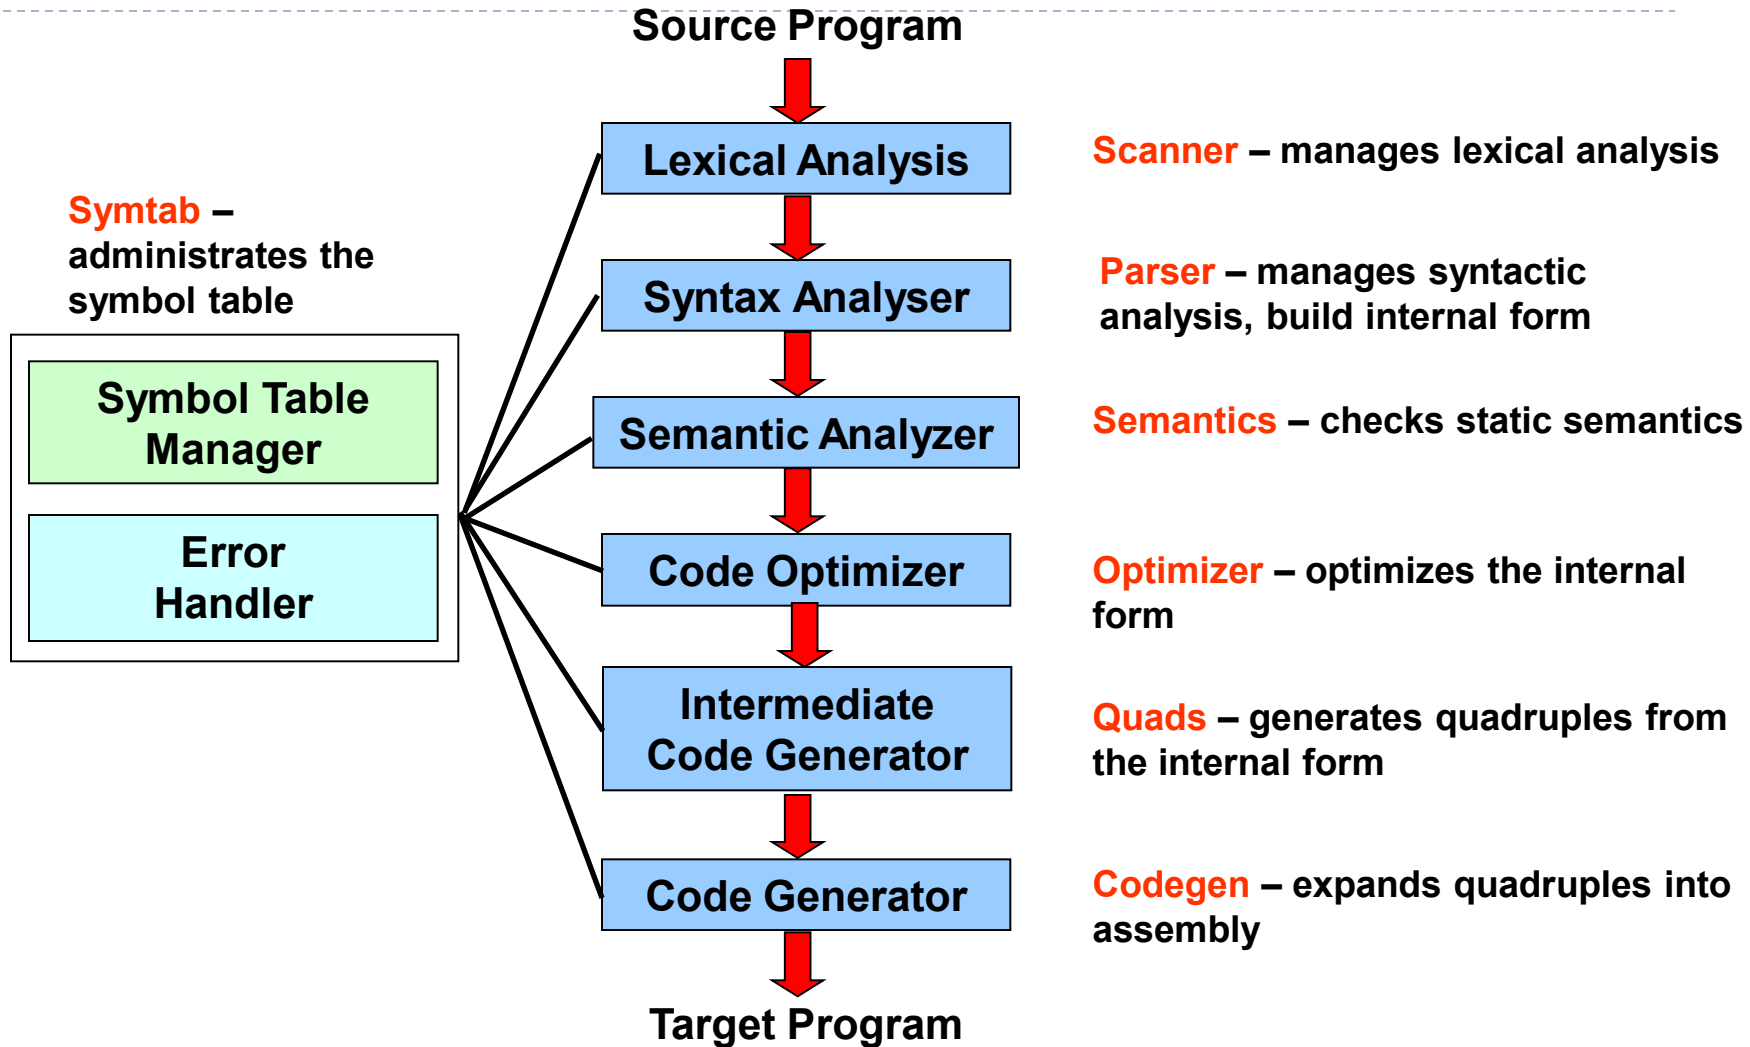 Source Program
Lexical Analysis
Scanner – manages lexical analysis
Symtab –
administrates the
symbol table
Syntax Analyser
Parser – manages syntactic
analysis, build internal form
Symbol Table
Manager
Semantic Analyzer
Semantics – checks static semantics
Error
Handler
Code Optimizer
Optimizer – optimizes the internal
form
Intermediate
Code Generator
Quads – generates quadruples from
the internal form
Code Generator
Codegen – expands quadruples into
assembly
Target Program